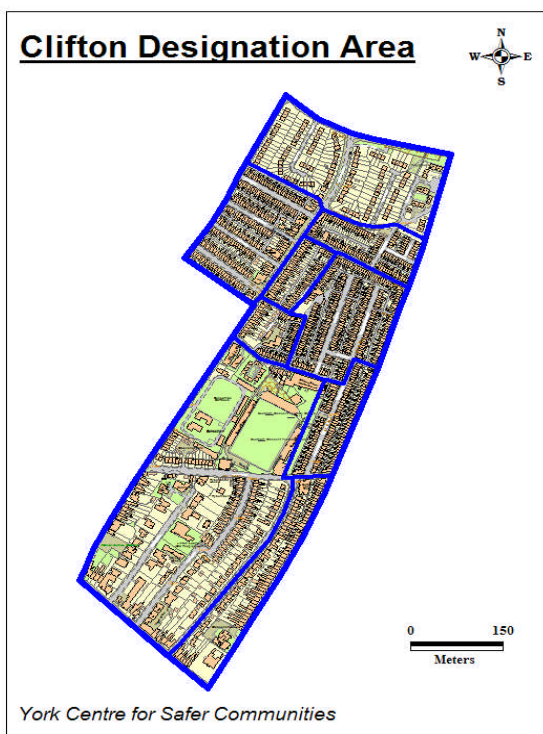 Clifton Designation Area
N
W E
S
0 150
Meters
York Centre for Safer Communities